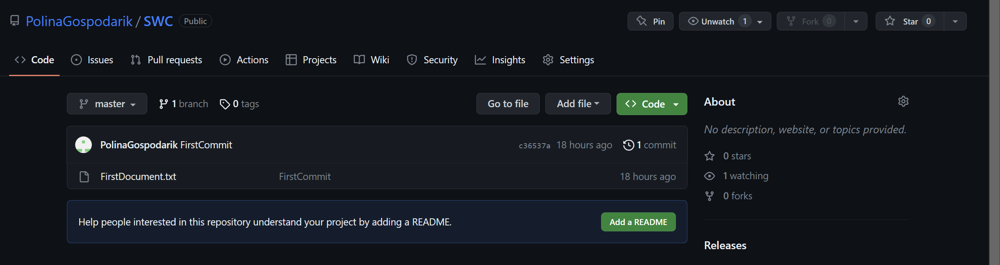 PolinaGospodarik / SWC Public Pin Unwatch 1 Fork 0 Star 0
Code Issues Pull requests Actions Projects Wiki Security Insights Settings
master 1 branch 0 tags Go to file Add file Code
About
No description, website, or topics provided.
PolinaGospodarik FirstCommit c36537a 18 hours ago 1 commit
0 stars
FirstDocument.txt FirstCommit 18 hours ago
1 watching
0 forks
Help people interested in this repository understand your project by adding a README. Add a README
Releases